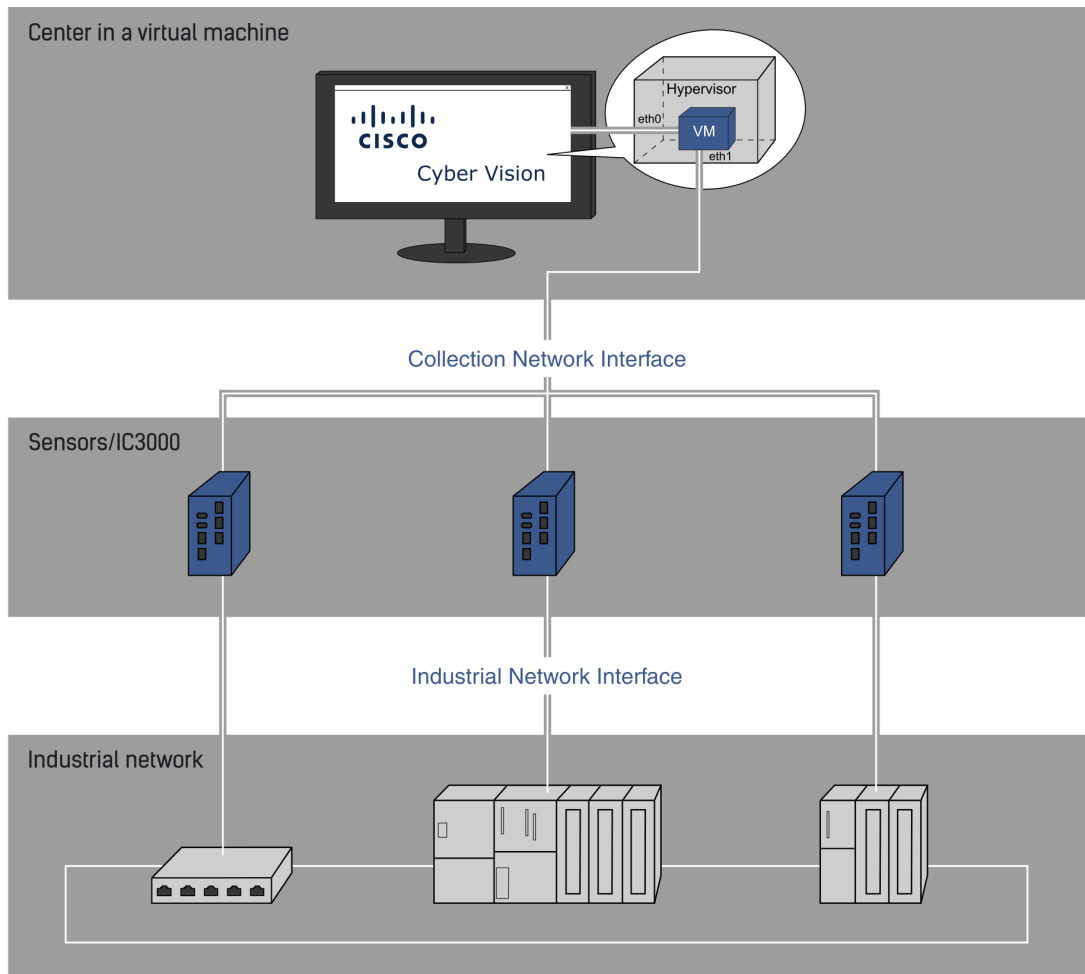 Center in a virtual machine
x
Hypervisor
eth0
VM
eth1
CISCO
Cyber Vision
Collection Network Interface
Sensors/IC3000
Industrial Network Interface
Industrial network